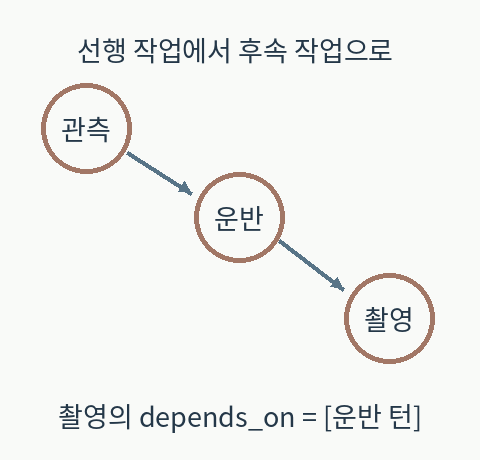 선행 작업에서 후속 작업으로
관측
운반
촬영
촬영의 depends_on = [운반 턴]